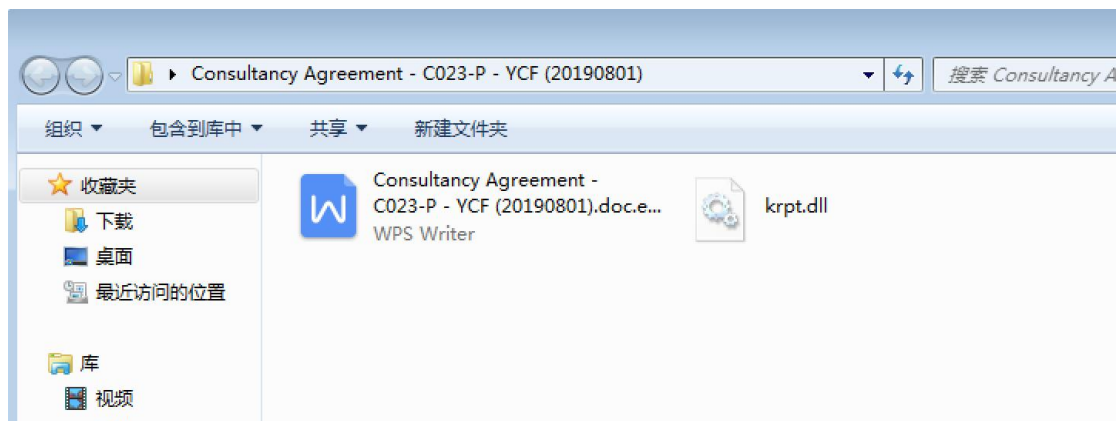 Consultancy Agreement - C023-P - YCF (20190801)
搜索 Consultancy A
组织
包含到库中
共享
新建文件夹
收藏夹
下载
桌面
最近访问的位置
库
视频
Consultancy Agreement -
C023-P - YCF (20190801).doc.e...
WPS Writer
krpt.dll